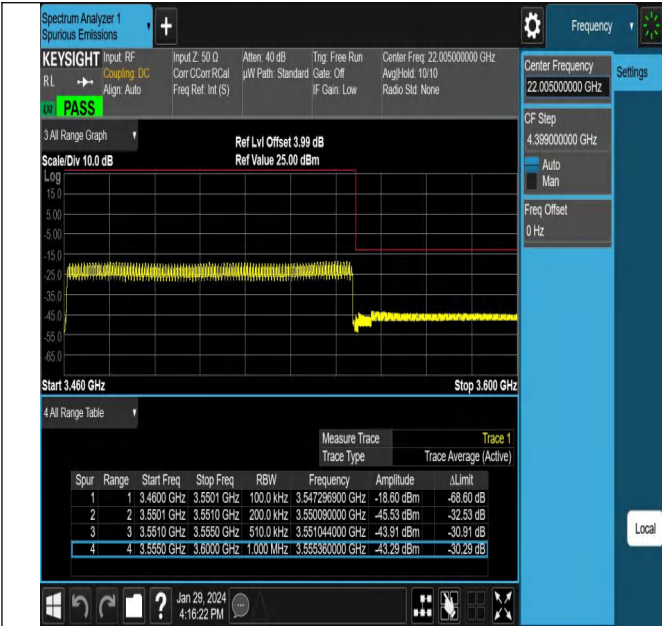 Spectrum Analyzer 1
Spurious Emissions
+
Frequency
KEYSIGHT
RL
Input: RF
Coupling: DC
Align: Auto
Input Z: 50 Ω
Corr CCorr RCal
Freq Ref: Int (S)
Atten: 40 dB
µW Path: Standard
Trig: Free Run
Gate: Off
IF Gain: Low
Center Freq: 22.005000000 GHz
Avg|Hold: 10/10
Radio Std: None
PASS
Center Frequency
22.005000000 GHz
Settings
CF Step
4.399000000 GHz
Auto
Man
Freq Offset
0 Hz
3 All Range Graph
Scale/Div 10.0 dB
Ref Lvl Offset 3.99 dB
Ref Value 25.00 dBm
Log
15.0
5.00
-5.00
-15.0
-25.0
-35.0
-45.0
-55.0
-65.0
Start 3.460 GHz Stop 3.600 GHz
4 All Range Table
Measure Trace Trace 1
Trace Type Trace Average (Active)
Spur Range Start Freq Stop Freq RBW Frequency Amplitude ΔLimit
1 1 3.4600 GHz 3.5501 GHz 100.0 kHz 3.547296900 GHz -18.60 dBm -68.60 dB
2 2 3.5501 GHz 3.5510 GHz 200.0 kHz 3.550090000 GHz -45.53 dBm -32.53 dB
3 3 3.5510 GHz 3.5550 GHz 510.0 kHz 3.551044000 GHz -43.91 dBm -30.91 dB
4 4 3.5550 GHz 3.6000 GHz 1.000 MHz 3.555360000 GHz -43.29 dBm -30.29 dB
Local
?
Jan 29, 2024
4:16:22 PM